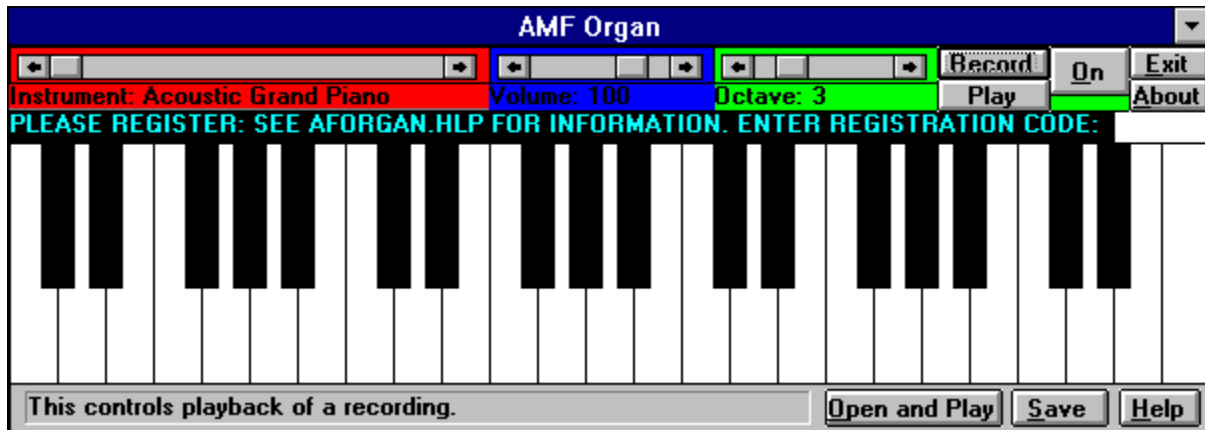 AMF Organ
Record On Exit
Instrument: Acoustic Grand Piano Volume: 100 Octave: 3 Play About
PLEASE REGISTER: SEE AFORGAN.HLP FOR INFORMATION. ENTER REGISTRATION CODE:
This controls playback of a recording. Open and Play Save Help